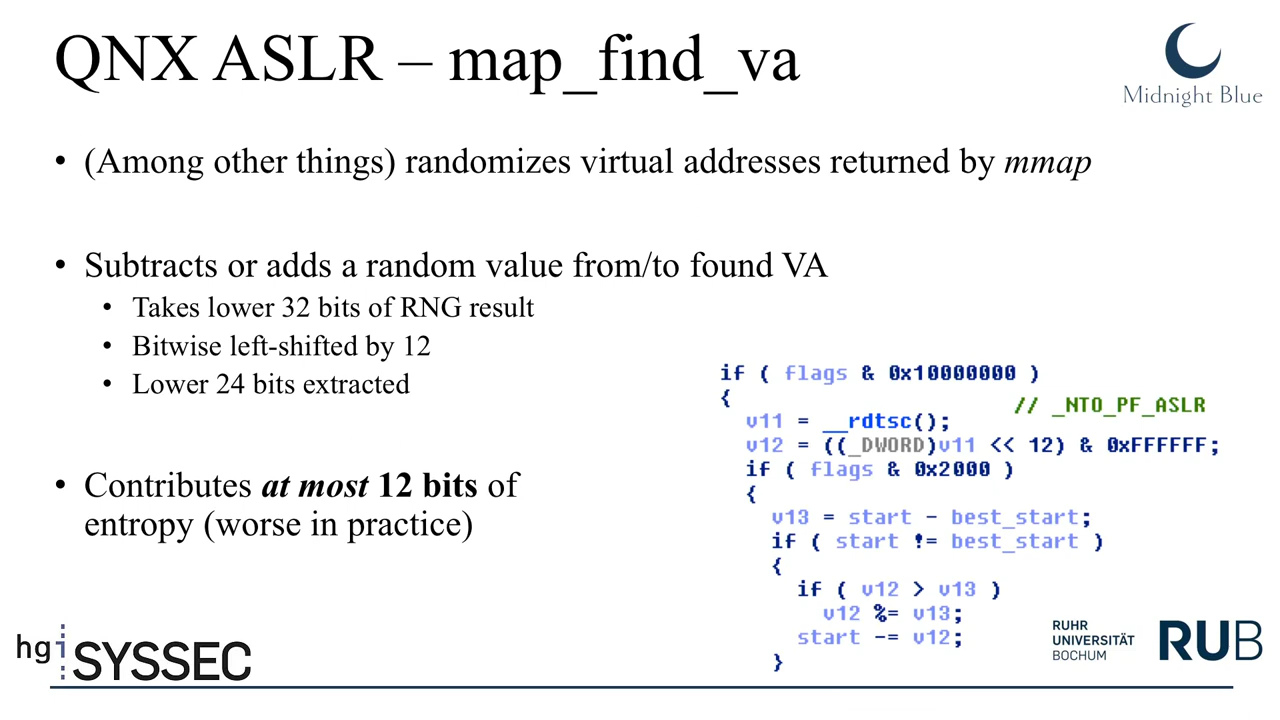 QNX ASLR – map_find_va
Midnight Blue
• (Among other things) randomizes virtual addresses returned by mmap
• Subtracts or adds a random value from/to found VA
• Takes lower 32 bits of RNG result
• Bitwise left-shifted by 12
• Lower 24 bits extracted
• Contributes at most 12 bits of
entropy (worse in practice)
if ( flags & 0x10000000 )
{ // _NTO_PF_ASLR
v11 = __rdtsc();
v12 = ((_DWORD)v11 << 12) & 0xFFFFFF;
if ( flags & 0x2000 )
{
v13 = start - best_start;
if ( start != best_start )
{
if ( v12 > v13 )
v12 %= v13;
start -= v12;
}
hgi SYSSEC
RUHR
UNIVERSITÄT
BOCHUM
RUB